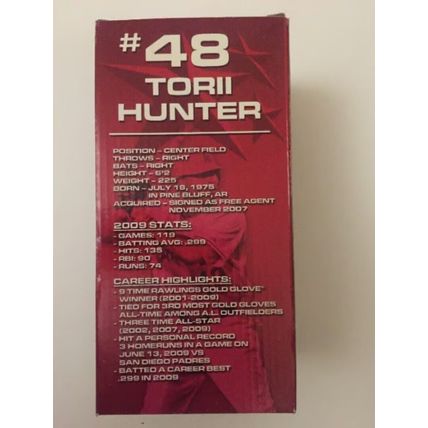 #48
TORII
HUNTER
POSITION – CENTER FIELD
THROWS – RIGHT
BATS – RIGHT
HEIGHT – 6'2
WEIGHT – 225
BORN – JULY 18, 1975
IN PINE BLUFF, AR
ACQUIRED – SIGNED AS FREE AGENT
NOVEMBER 2007
2009 STATS:
- GAMES: 119
- BATTING AVG: .299
- HITS: 135
- RBI: 90
- RUNS: 74
CAREER HIGHLIGHTS:
- 9 TIME RAWLINGS GOLD GLOVE
WINNER (2001-2009)
- TIED FOR 3RD MOST GOLD GLOVES
ALL-TIME AMONG A.L. OUTFIELDERS
- THREE TIME ALL-STAR
(2002, 2007, 2009)
- HIT A PERSONAL RECORD
3 HOMERUNS IN A GAME ON
JUNE 13, 2009 VS
SAN DIEGO PADRES
- BATTED A CAREER BEST
.299 IN 2009